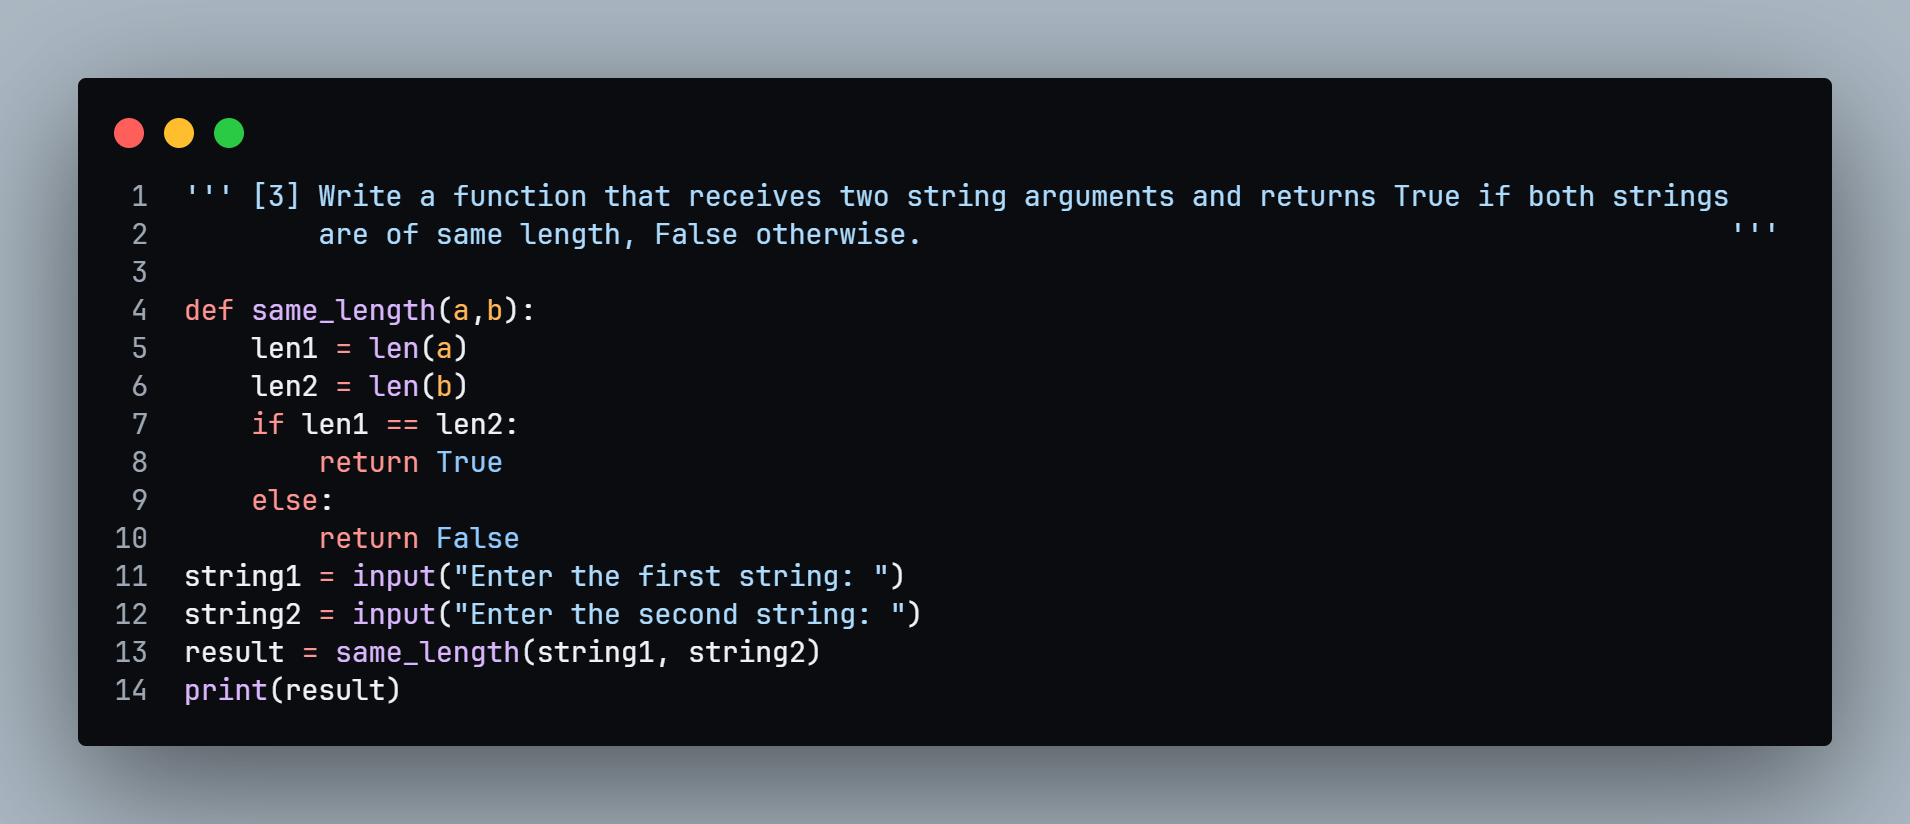 1 ''' [3] Write a function that receives two string arguments and returns True if both strings
2         are of same length, False otherwise.                                                '''
3
4 def same_length(a,b):
5     len1 = len(a)
6     len2 = len(b)
7     if len1 == len2:
8         return True
9     else:
10         return False
11 string1 = input("Enter the first string: ")
12 string2 = input("Enter the second string: ")
13 result = same_length(string1, string2)
14 print(result)